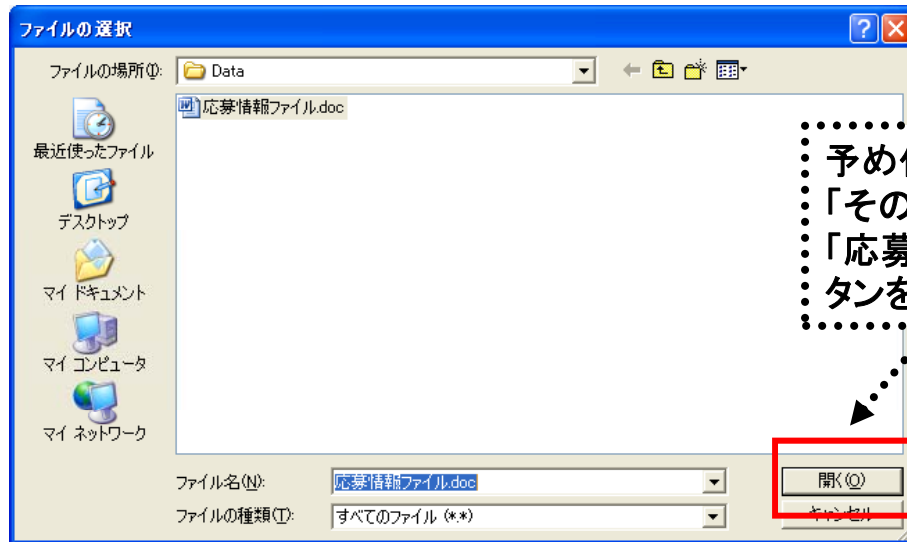 ファイルの選択
ファイルの場所(I):
Data
応募情報ファイル.doc
最近使ったファイル
デスクトップ
マイ ドキュメント
マイ コンピュータ
マイ ネットワーク
予め
「その
「応募
タンを
ファイル名(N):
応募情報ファイル.doc
開く(O)
ファイルの種類(T):
すべてのファイル (*.*)
キャンセル